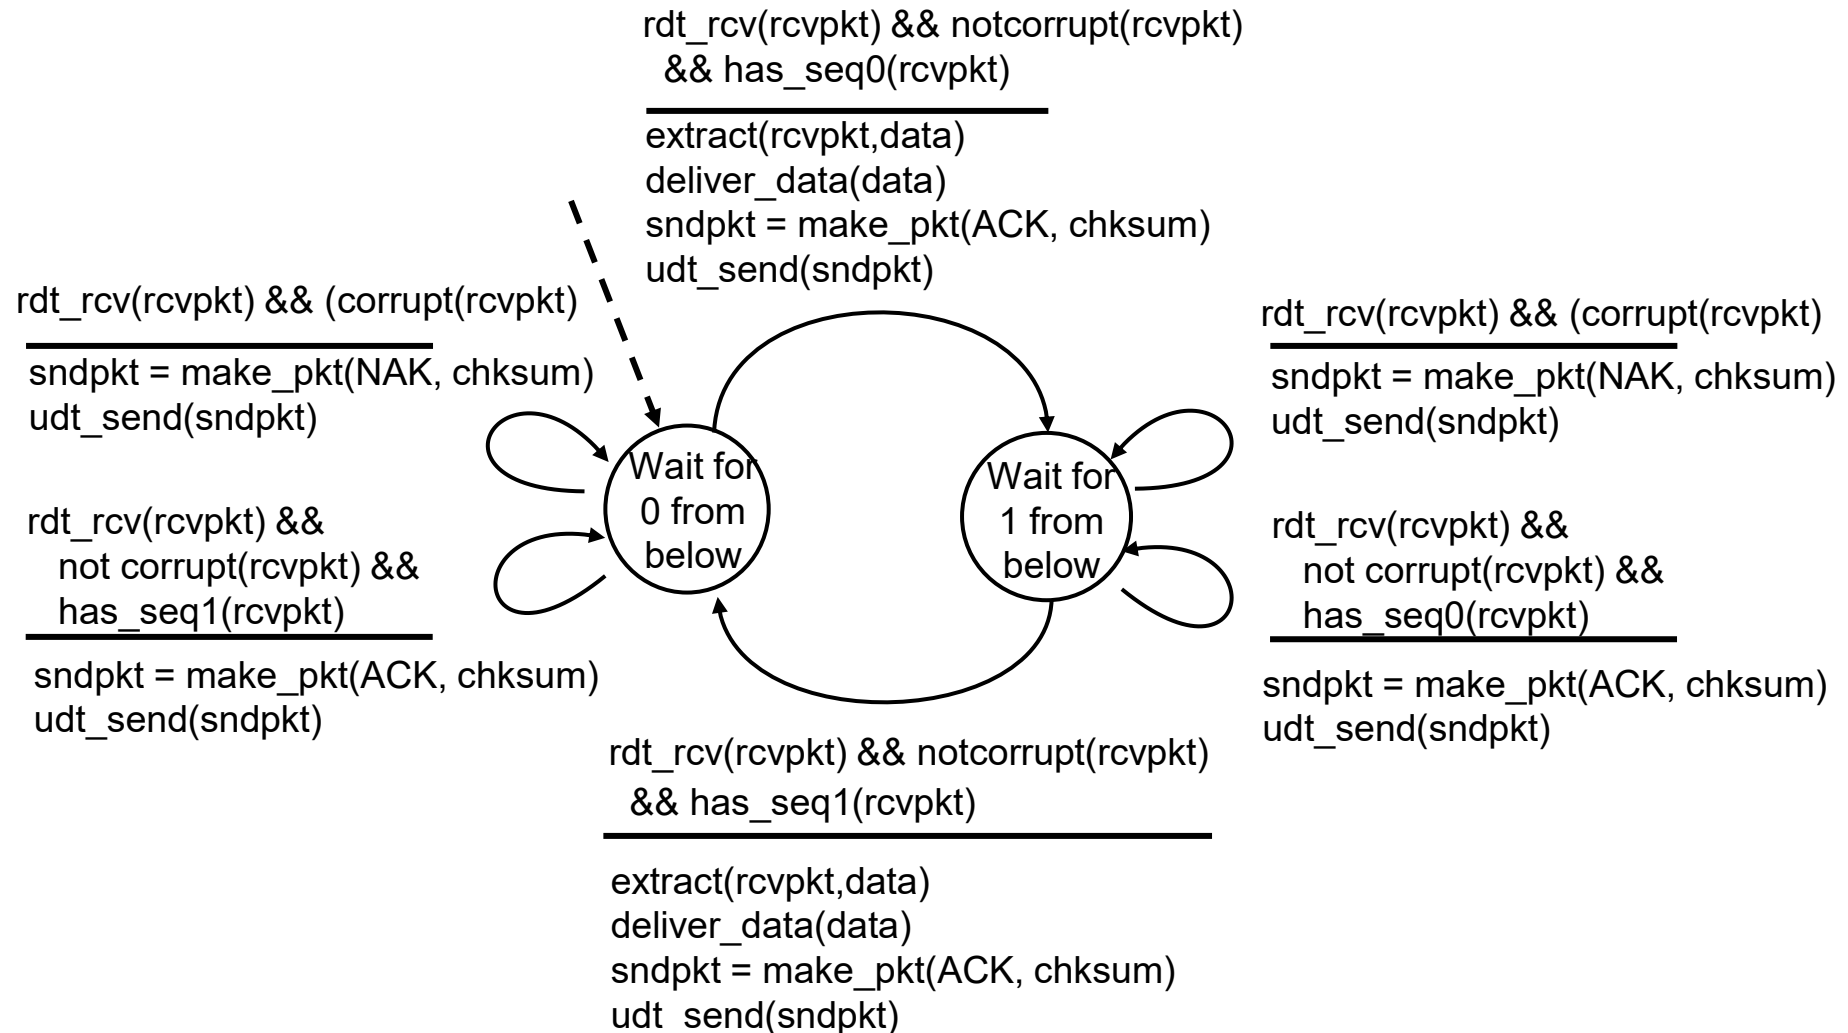 rdt_rcv(rcvpkt) && notcorrupt(rcvpkt)
&& has_seq0(rcvpkt)
extract(rcvpkt,data)
deliver_data(data)
sndpkt = make_pkt(ACK, chksum)
udt_send(sndpkt)
rdt_rcv(rcvpkt) && (corrupt(rcvpkt)
sndpkt = make_pkt(NAK, chksum)
udt_send(sndpkt)
rdt_rcv(rcvpkt) &&
not corrupt(rcvpkt) &&
has_seq1(rcvpkt)
sndpkt = make_pkt(ACK, chksum)
udt_send(sndpkt)
Wait for
0 from
below
Wait for
1 from
below
rdt_rcv(rcvpkt) && (corrupt(rcvpkt)
sndpkt = make_pkt(NAK, chksum)
udt_send(sndpkt)
rdt_rcv(rcvpkt) &&
not corrupt(rcvpkt) &&
has_seq0(rcvpkt)
sndpkt = make_pkt(ACK, chksum)
udt_send(sndpkt)
rdt_rcv(rcvpkt) && notcorrupt(rcvpkt)
&& has_seq1(rcvpkt)
extract(rcvpkt,data)
deliver_data(data)
sndpkt = make_pkt(ACK, chksum)
udt_send(sndpkt)